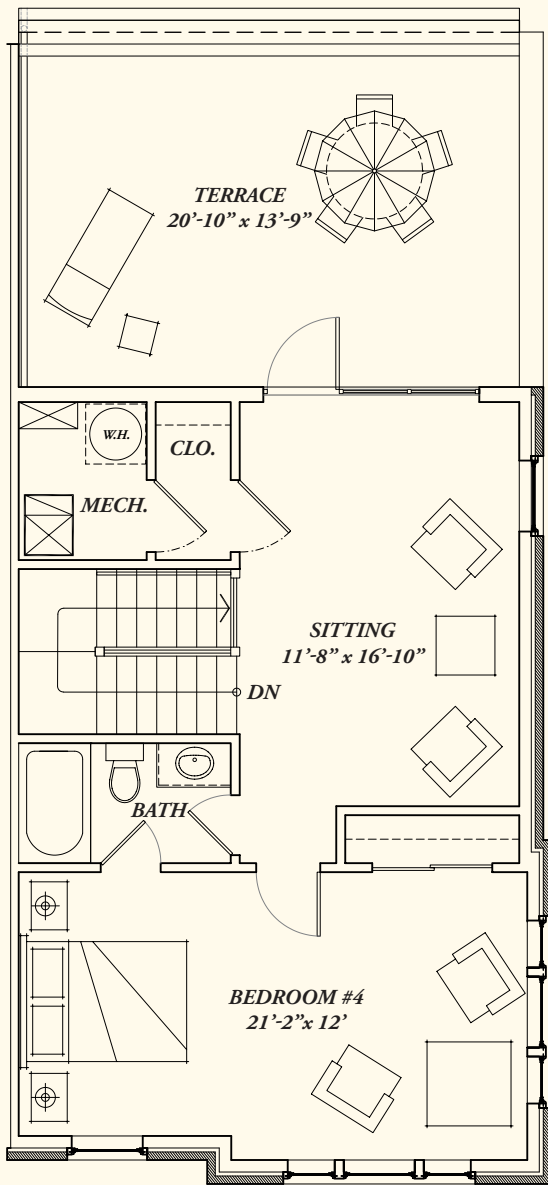 TERRACE
20’-10” x 13’-9”
W.H.
CLO.
MECH.
SITTING
11’-8” x 16’-10”
DN
BATH
BEDROOM #4
21’-2”x 12’